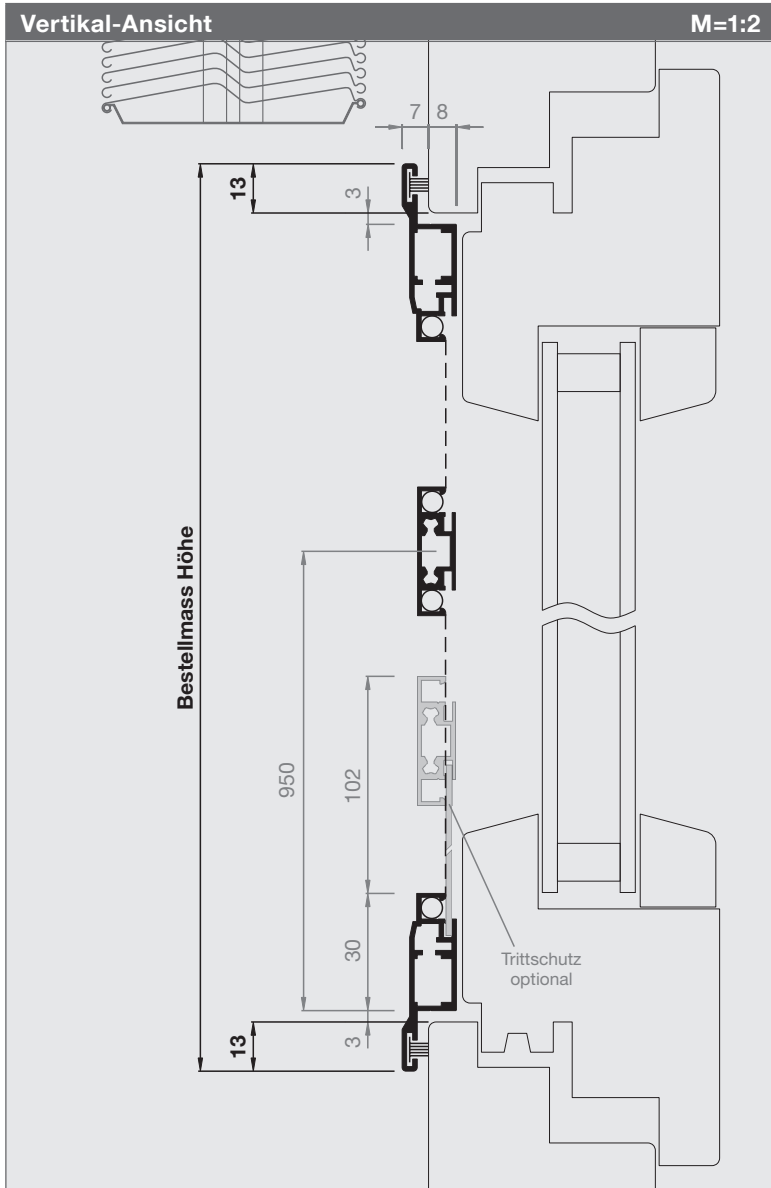 Vertikal-Ansicht M=1:2
7 8
13
3
Bestellmass Höhe
950
102
30
Trittschutz
optional
13
3